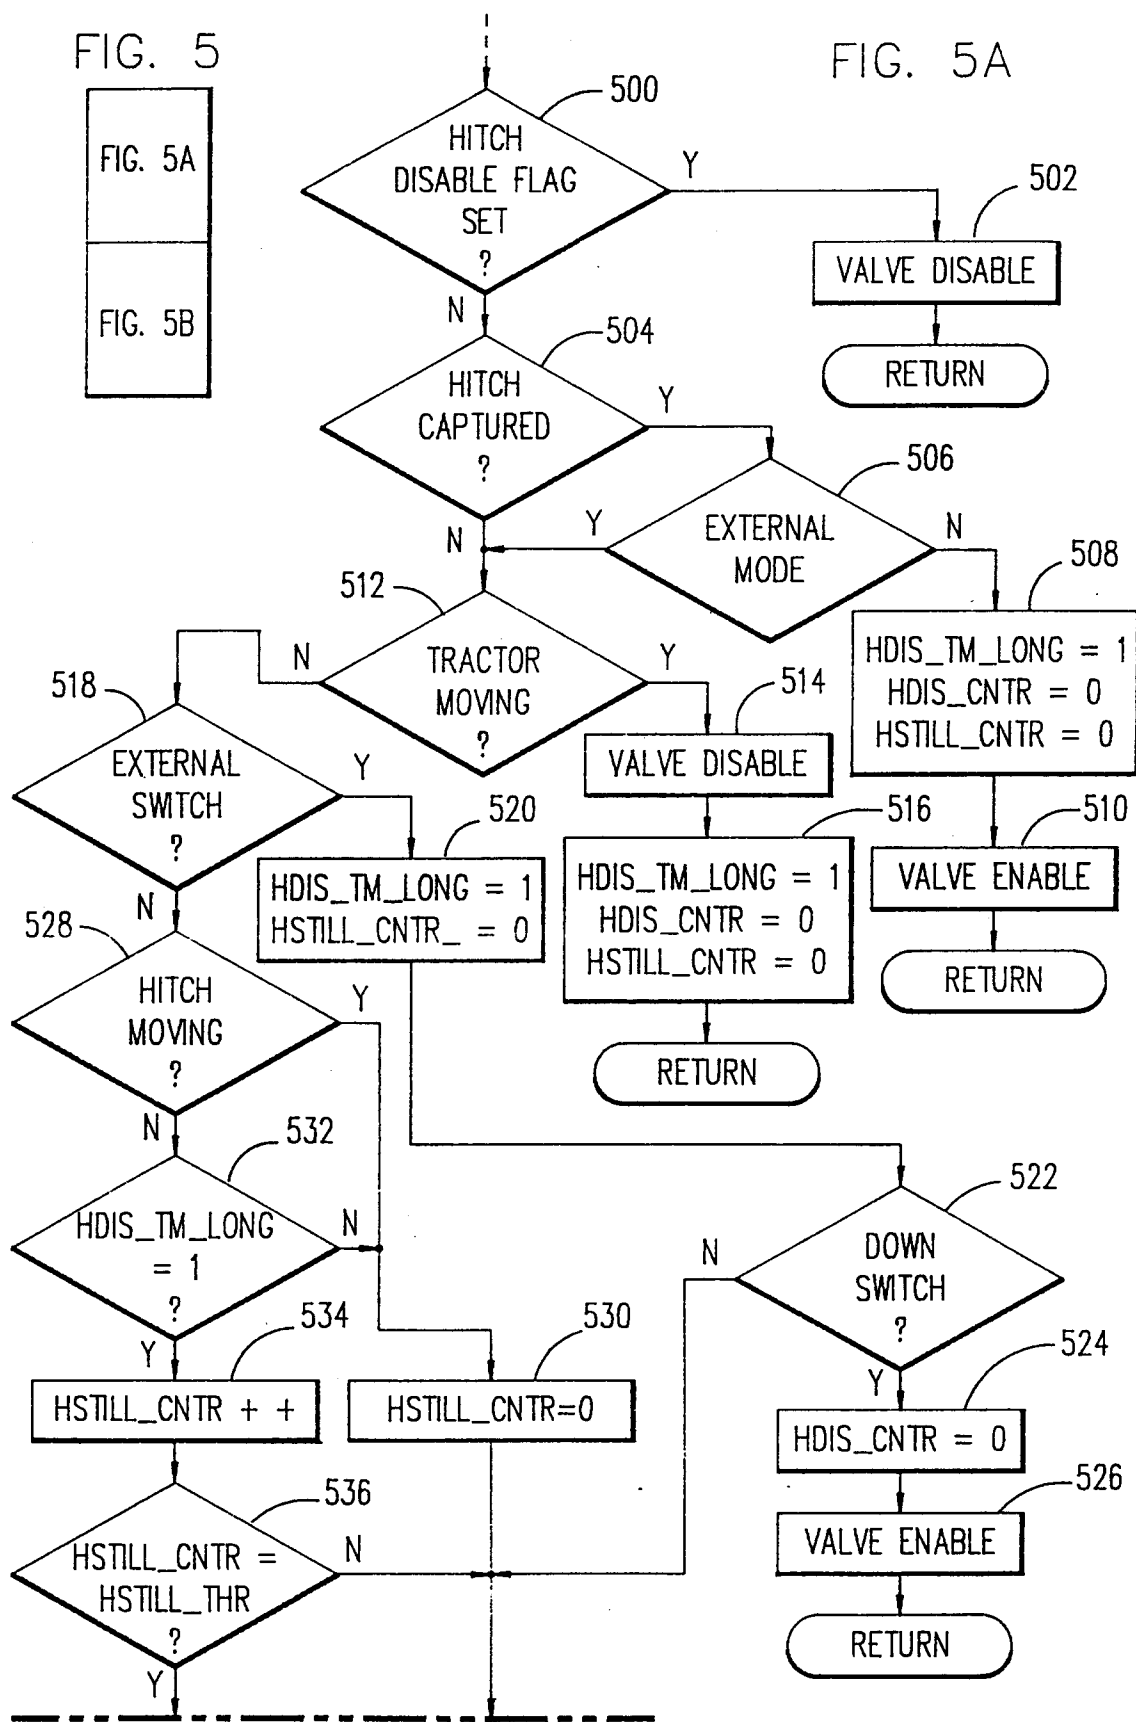 FIG. 5
FIG. 5A
FIG. 5A
FIG. 5B
500
HITCH
DISABLE FLAG
SET
?
Y
N
502
VALVE DISABLE
RETURN
504
HITCH
CAPTURED
?
Y
N
506
EXTERNAL
MODE
Y
N
508
HDIS_TM_LONG = 1
HDIS_CNTR = 0
HSTILL_CNTR = 0
510
VALVE ENABLE
RETURN
512
TRACTOR
MOVING
?
N
Y
514
VALVE DISABLE
516
HDIS_TM_LONG = 1
HDIS_CNTR = 0
HSTILL_CNTR = 0
RETURN
518
EXTERNAL
SWITCH
?
Y
N
520
HDIS_TM_LONG = 1
HSTILL_CNTR_ = 0
528
HITCH
MOVING
?
Y
N
532
HDIS_TM_LONG
= 1
?
N
Y
522
DOWN
SWITCH
?
N
Y
534
HSTILL_CNTR + +
530
HSTILL_CNTR=0
524
HDIS_CNTR = 0
526
VALVE ENABLE
RETURN
536
HSTILL_CNTR =
HSTILL_THR
?
N
Y